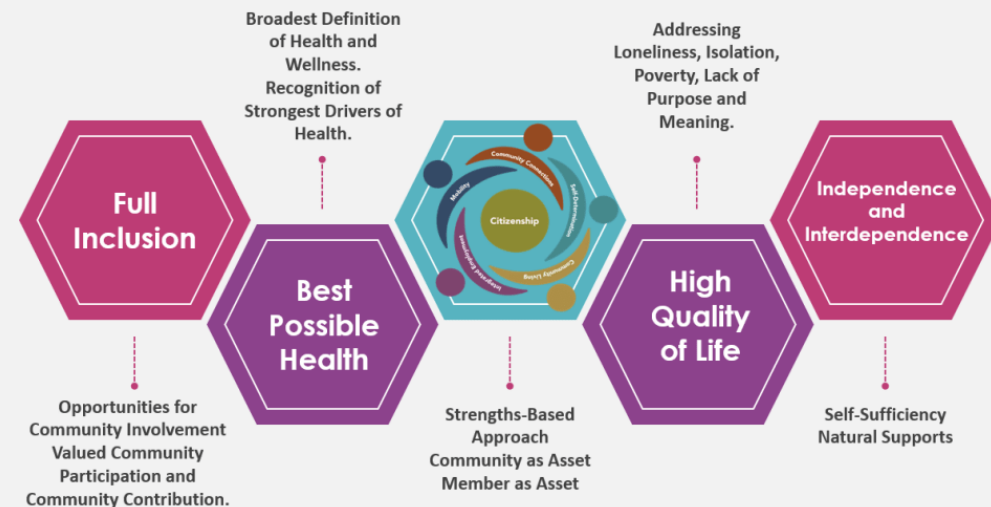 Broadest Definition
of Health and
Wellness.
Recognition of
Strongest Drivers of
Health.
Addressing
Loneliness, Isolation,
Poverty, Lack of
Purpose and
Meaning.
Full
Inclusion
Best
Possible
Health
Community Connections
Self-Determination
Community Living
Integrated Employment
Mobility
Citizenship
High
Quality
of Life
Independence
and
Interdependence
Opportunities for
Community Involvement
Valued Community
Participation and
Community Contribution.
Strengths-Based
Approach
Community as Asset
Member as Asset
Self-Sufficiency
Natural Supports